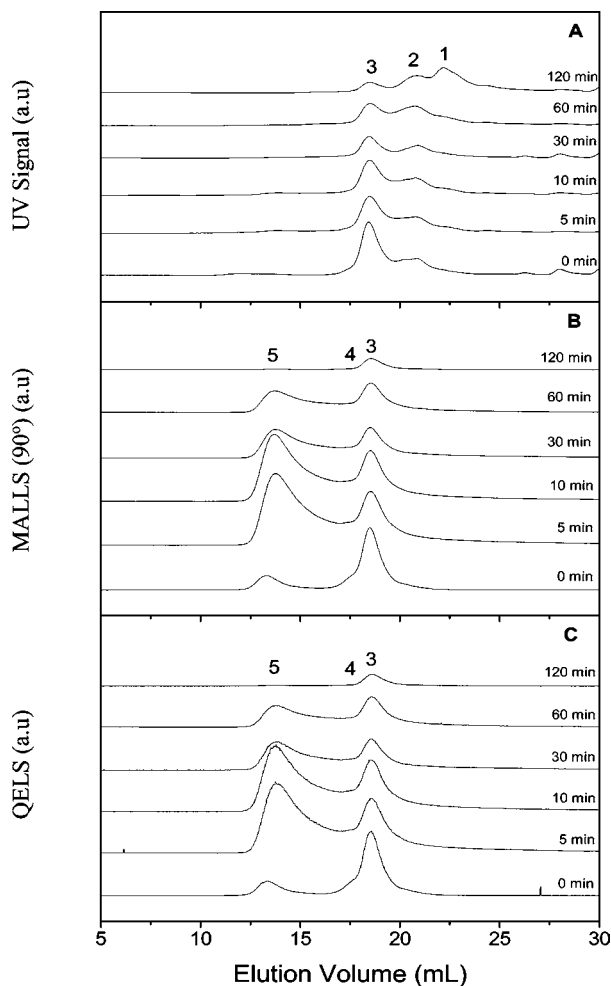 A
UV Signal (a.u)
3 2 1
120 min
60 min
30 min
10 min
5 min
0 min
B
MALLS (90º) (a.u)
5 4 3
120 min
60 min
30 min
10 min
5 min
0 min
C
QELS (a.u)
5 4 3
120 min
60 min
30 min
10 min
5 min
0 min
5 10 15 20 25 30
Elution Volume (mL)